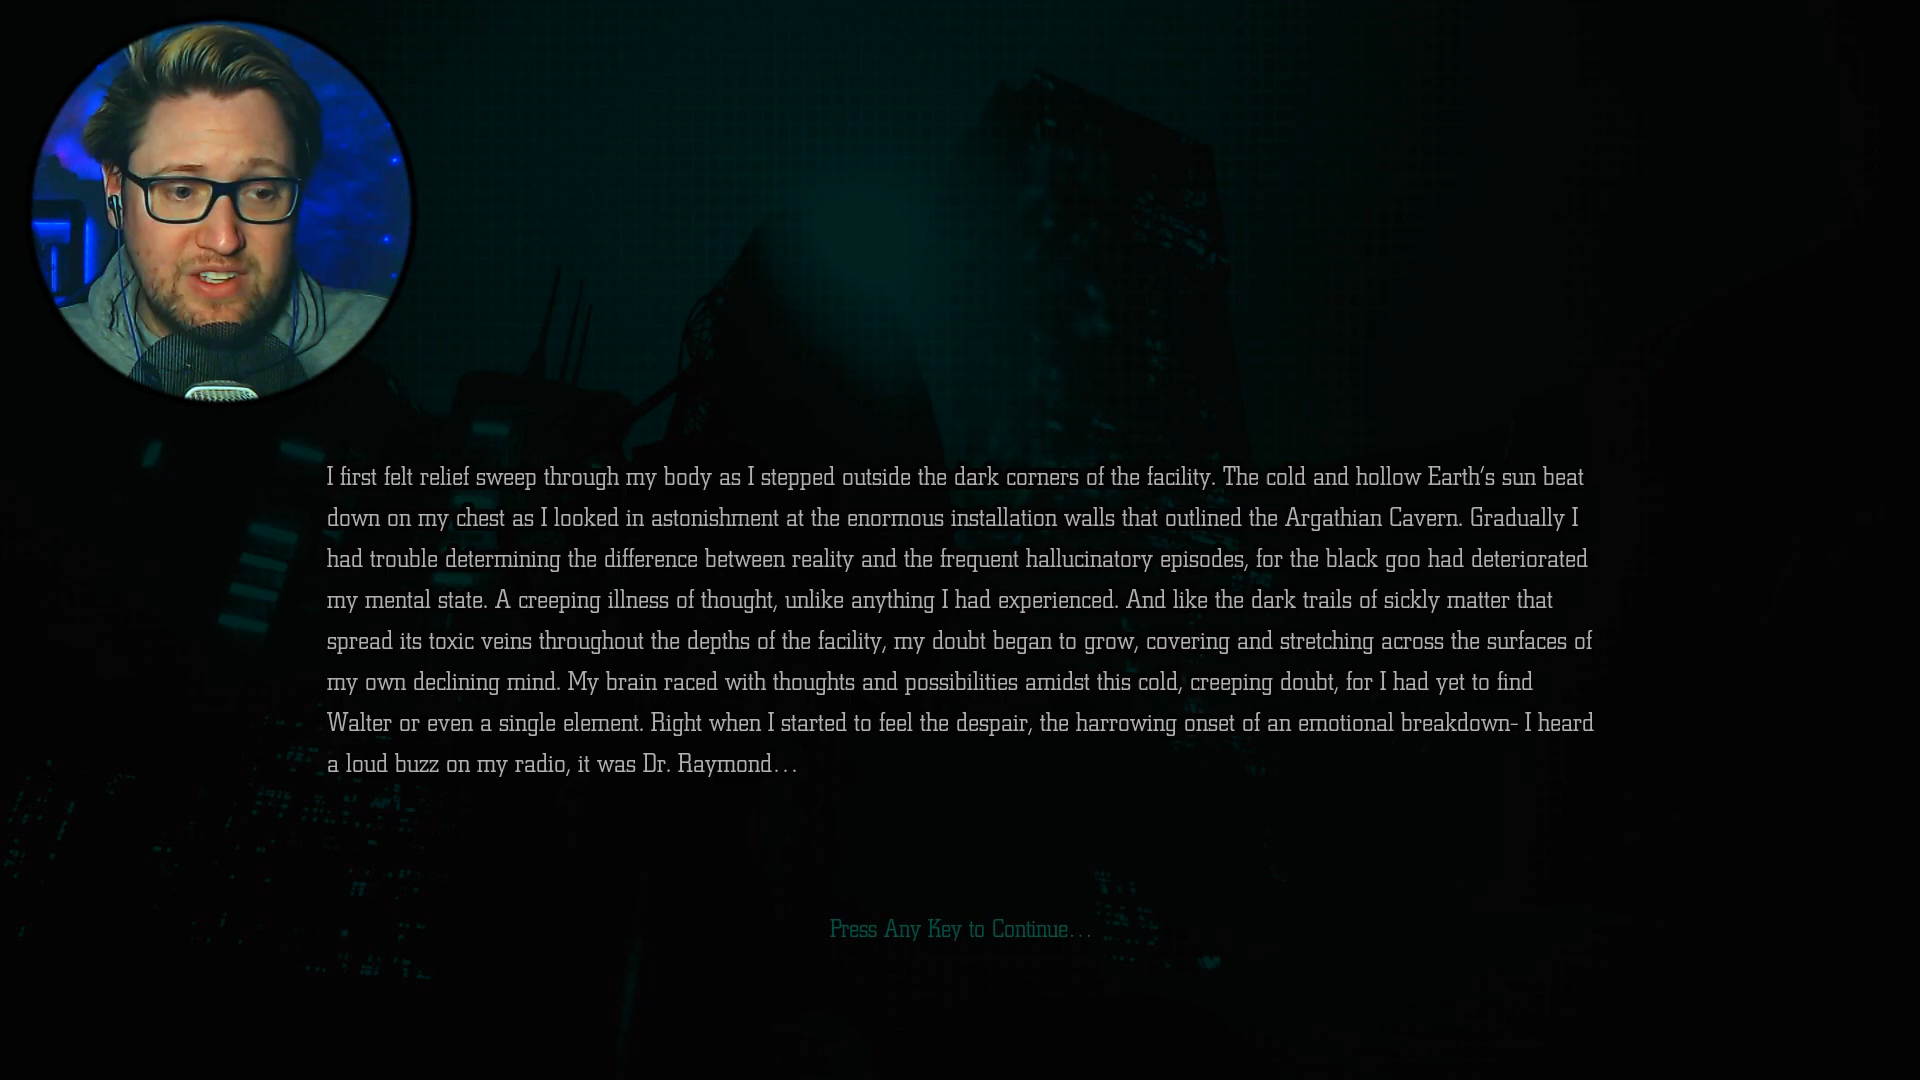 I first felt relief sweep through my body as I stepped outside the dark corners of the facility. The cold and hollow Earth's sun beat
down on my chest as I looked in astonishment at the enormous installation walls that outlined the Argathian Cavern. Gradually I
had trouble determining the difference between reality and the frequent hallucinatory episodes, for the black goo had deteriorated
my mental state. A creeping illness of thought, unlike anything I had experienced. And like the dark trails of sickly matter that
spread its toxic veins throughout the depths of the facility, my doubt began to grow, covering and stretching across the surfaces of
my own declining mind. My brain raced with thoughts and possibilities amidst this cold, creeping doubt, for I had yet to find
Walter or even a single element. Right when I started to feel the despair, the harrowing onset of an emotional breakdown- I heard
a loud buzz on my radio, it was Dr. Raymond...
Press Any Key to Continue...